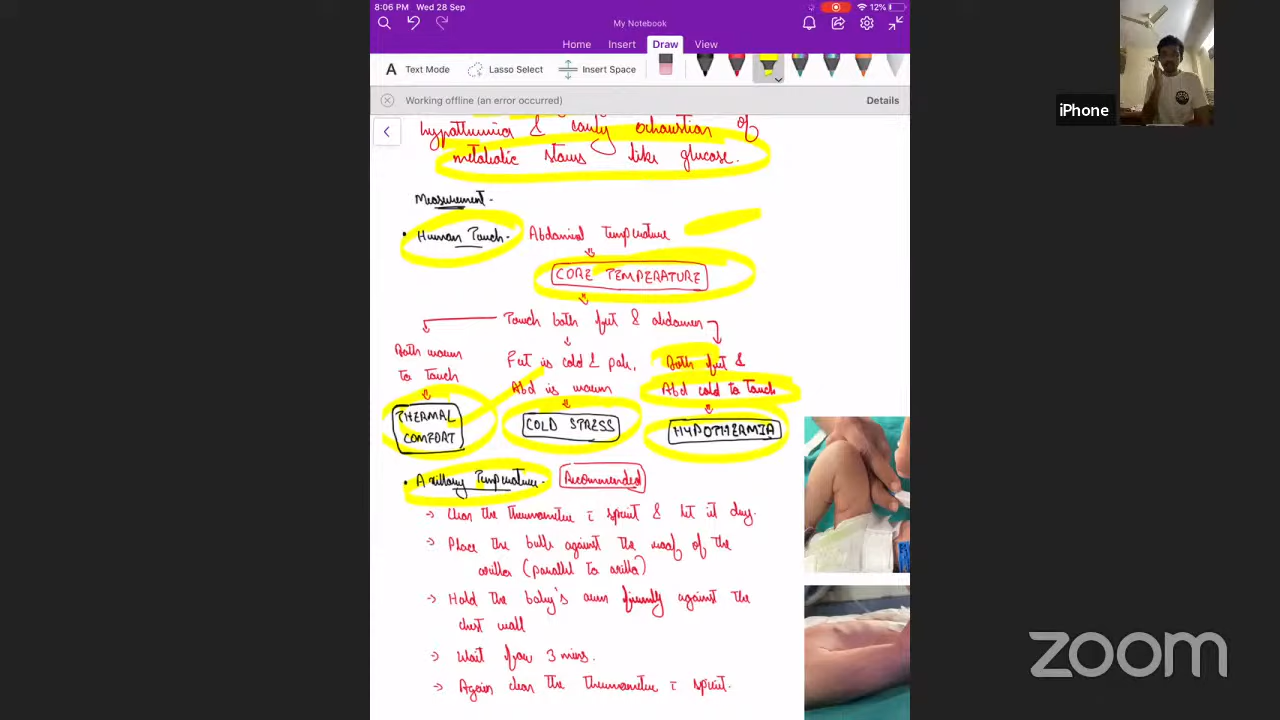 8:06 PM Wed 28 Sep
12%
My Notebook
Home Insert Draw View
Text Mode Lasso Select Insert Space
Working offline (an error occurred) Details
iPhone
& early exhaustion of
metabolic stores like glucose.
Measurement -
• Human Touch - Abdominal Temperature
CORE TEMPERATURE
Touch both feet & abdomen
Both warm
to Touch
Feet is cold & pale,
Abd is warm
Both feet &
Abd cold to Touch
THERMAL
COMFORT
COLD STRESS
HYPOTHERMIA
• Axillary Temperature - Recommended
→ Clean the thermometer c spirit & let it dry.
→ Place the bulb against the roof of the
axilla (parallel to axilla)
→ Hold the baby's arm firmly against the
chest wall
→ Wait for 3 mins.
→ Again clean the thermometer c spirit.
zoom